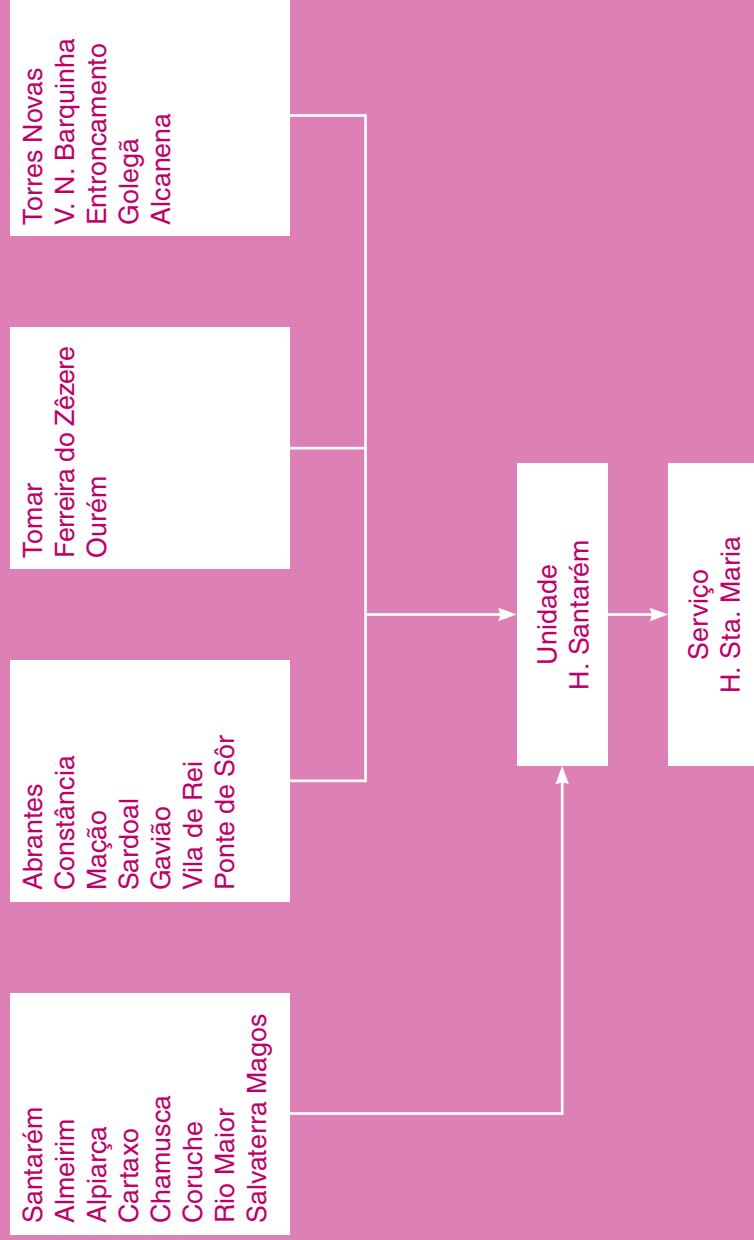 Santarém
Almeirim
Alpiarça
Cartaxo
Chamusca
Coruche
Rio Maior
Salvaterra Magos
Abrantes
Constância
Mação
Sardoal
Gavião
Vila de Rei
Ponte de Sôr
Tomar
Ferreira do Zêzere
Ourém
Torres Novas
V. N. Barquinha
Entroncamento
Golegã
Alcanena
Unidade
H. Santarém
Serviço
H. Sta. Maria